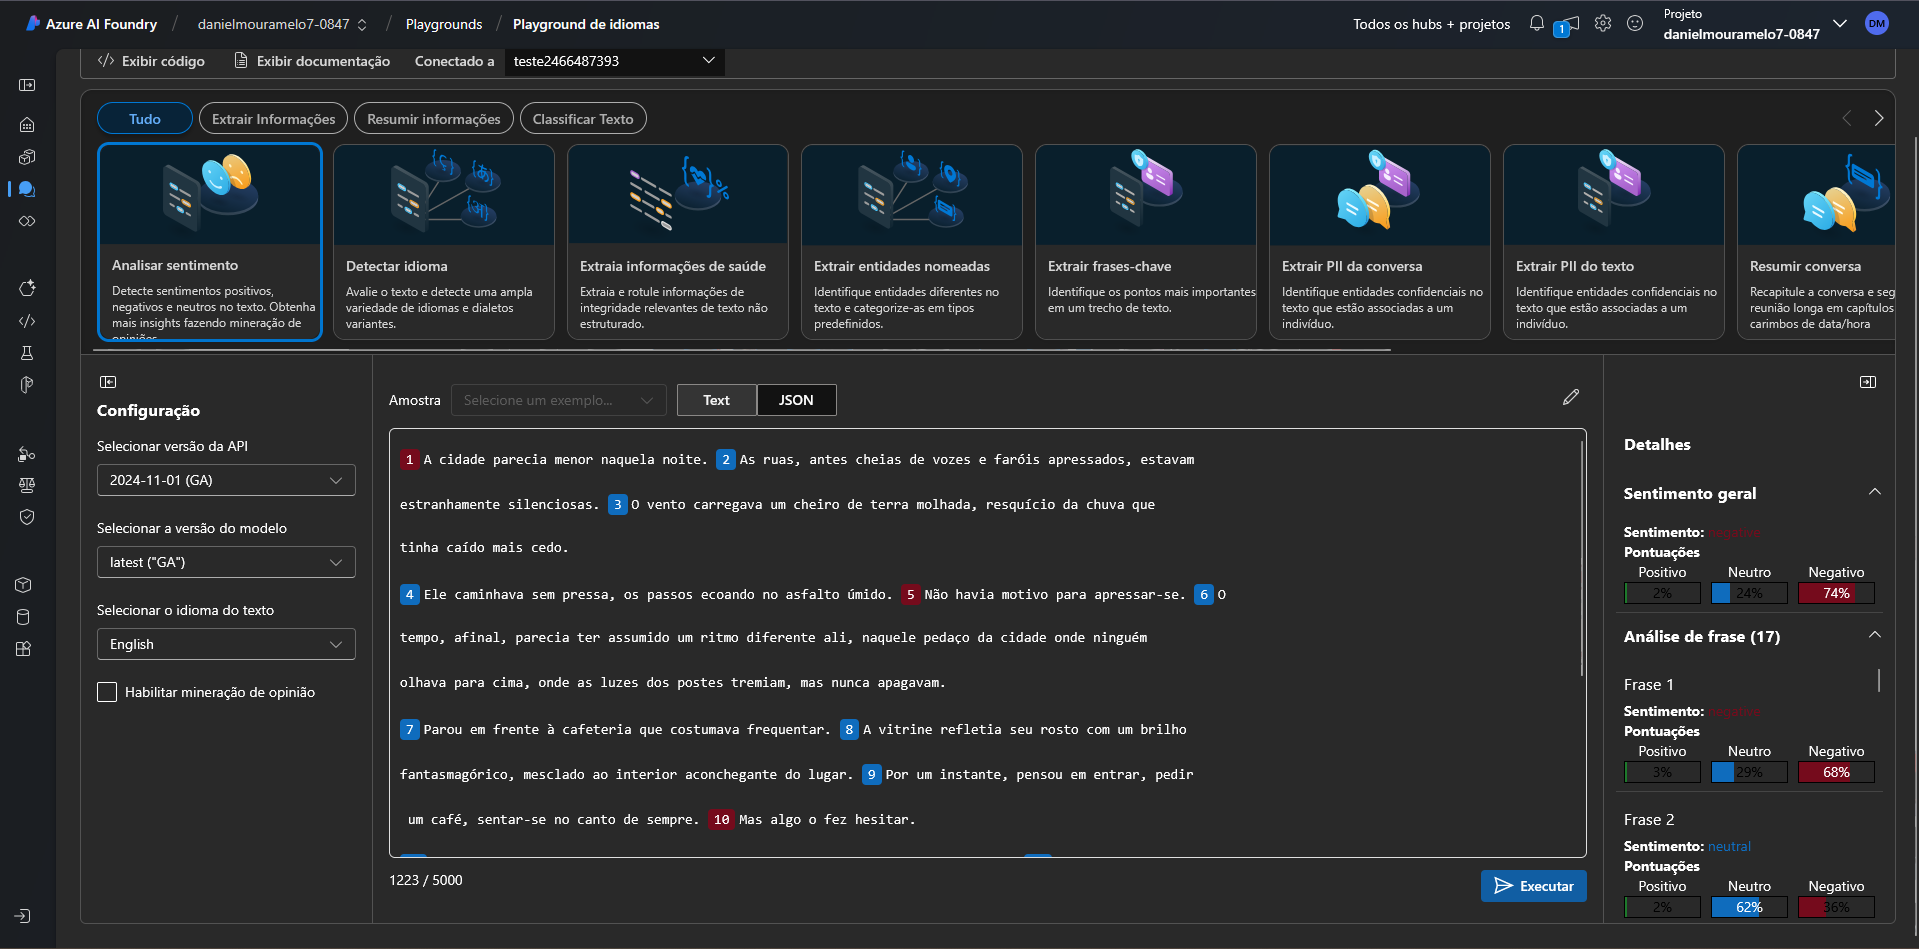 Azure AI Foundry / danielmouramelo7-0847 / Playgrounds / Playground de idiomas
Todos os hubs + projetos
1
Projeto
danielmouramelo7-0847
DM
Exibir código
Exibir documentação
Conectado a
teste2466487393
Tudo
Extrair Informações
Resumir informações
Classificar Texto
Analisar sentimento
Detecte sentimentos positivos,
negativos e neutros no texto. Obtenha
mais insights fazendo mineração de
opiniões.
Detectar idioma
Avalie o texto e detecte uma ampla
variedade de idiomas e dialetos
variantes.
Extraia informações de saúde
Extraia e rotule informações de
integridade relevantes de texto não
estruturado.
Extrair entidades nomeadas
Identifique entidades diferentes no
texto e categorize-as em tipos
predefinidos.
Extrair frases-chave
Identifique os pontos mais importantes
em um trecho de texto.
Extrair PII da conversa
Identifique entidades confidenciais no
texto que estão associadas a um
indivíduo.
Extrair PII do texto
Identifique entidades confidenciais no
texto que estão associadas a um
indivíduo.
Resumir conversa
Recapitule a conversa e seg
reunião longa em capítulos
carimbos de data/hora
Configuração
Selecionar versão da API
2024-11-01 (GA)
Selecionar a versão do modelo
latest ("GA")
Selecionar o idioma do texto
English
Habilitar mineração de opinião
Amostra
Selecione um exemplo...
Text
JSON
1 A cidade parecia menor naquela noite. 2 As ruas, antes cheias de vozes e faróis apressados, estavam
estranhamente silenciosas. 3 O vento carregava um cheiro de terra molhada, resquício da chuva que
tinha caído mais cedo.
4 Ele caminhava sem pressa, os passos ecoando no asfalto úmido. 5 Não havia motivo para apressar-se. 6 O
tempo, afinal, parecia ter assumido um ritmo diferente ali, naquele pedaço da cidade onde ninguém
olhava para cima, onde as luzes dos postes tremiam, mas nunca apagavam.
7 Parou em frente à cafeteria que costumava frequentar. 8 A vitrine refletia seu rosto com um brilho
fantasmagórico, mesclado ao interior aconchegante do lugar. 9 Por um instante, pensou em entrar, pedir
um café, sentar-se no canto de sempre. 10 Mas algo o fez hesitar.
1223 / 5000
Executar
Detalhes
Sentimento geral
Sentimento: negative
Pontuações
Positivo Neutro Negativo
2% 24% 74%
Análise de frase (17)
Frase 1
Sentimento: negative
Pontuações
Positivo Neutro Negativo
3% 29% 68%
Frase 2
Sentimento: neutral
Pontuações
Positivo Neutro Negativo
2% 62% 36%